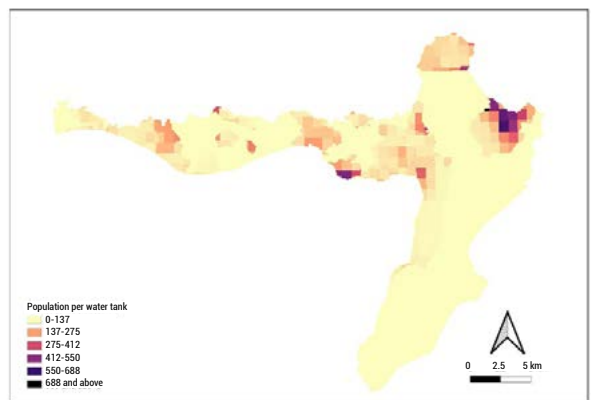 Population per water tank
0-137
137-275
275-412
412-550
550-688
688 and above
0 2.5 5 km